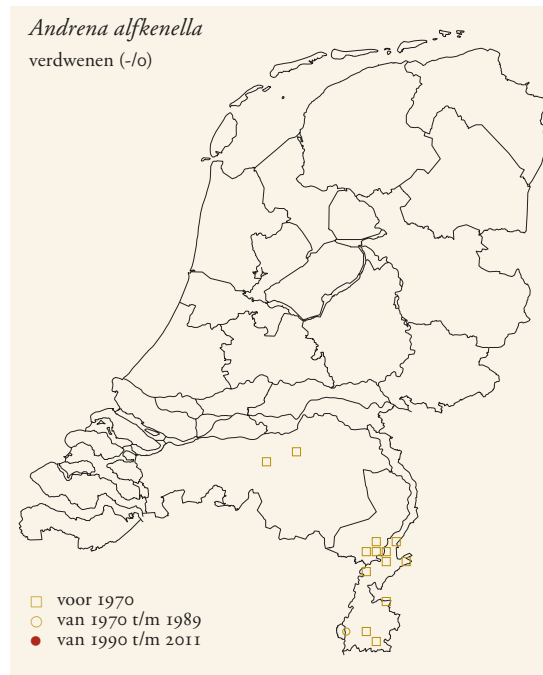 Andrena alfkenella
verdwenen (-/0)
voor 1970
van 1970 t/m 1989
van 1990 t/m 2011